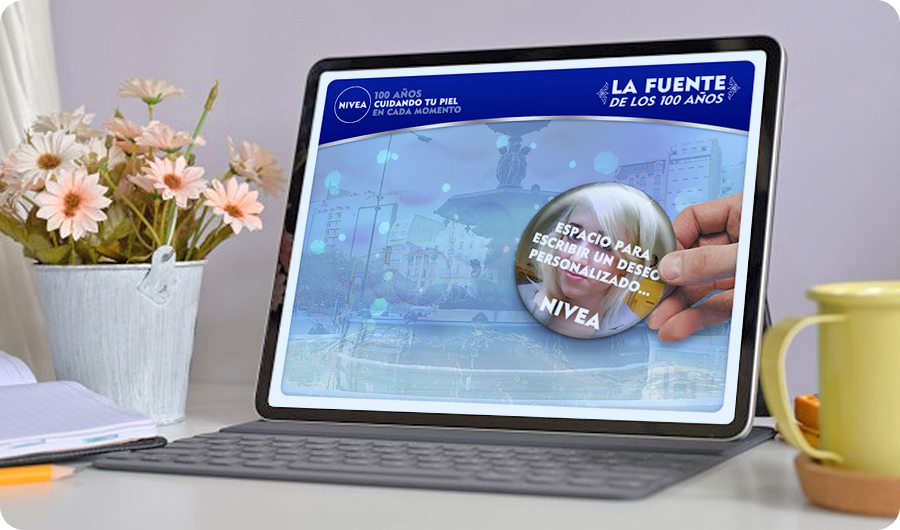 NIVEA
100 AÑOS
CUIDANDO TU PIEL
EN CADA MOMENTO
LA FUENTE
DE LOS 100 AÑOS
ESPACIO PARA
ESCRIBIR UN DESEO
PERSONALIZADO...
NIVEA